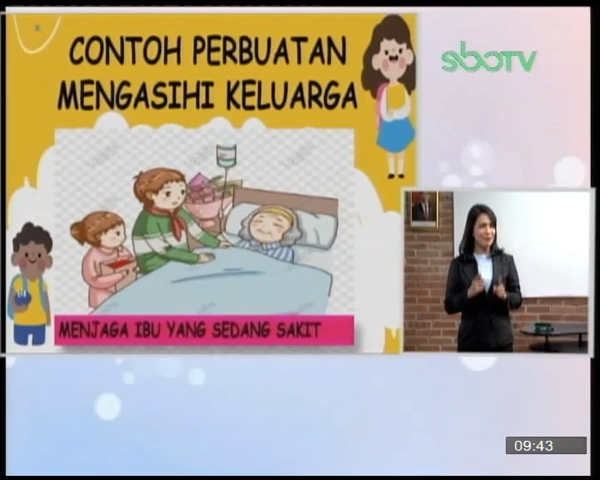 CONTOH PERBUATAN
MENGASIHI KELUARGA
sboTV
MENJAGA IBU YANG SEDANG SAKIT
09:43